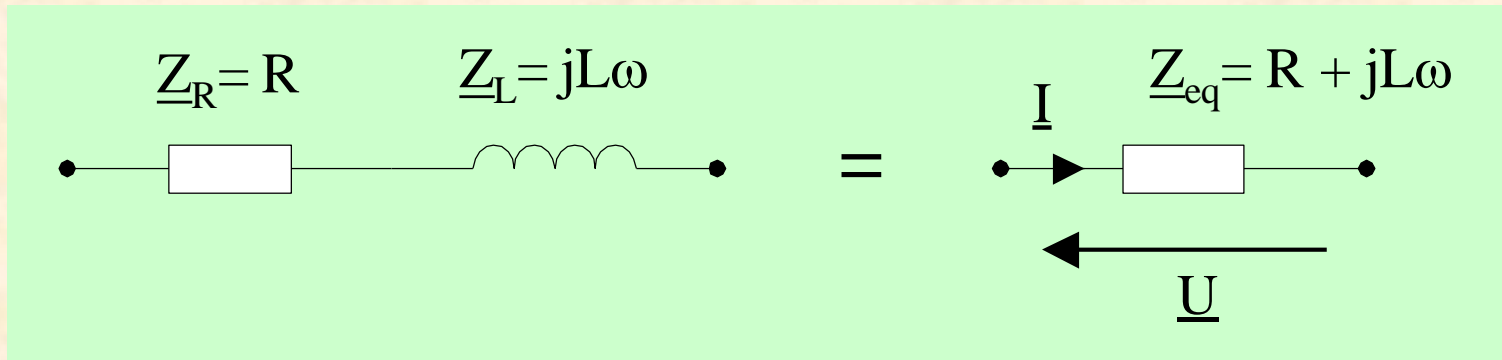 Z_R = R
Z_L = jLω
=
I
Z_eq = R + jLω
U